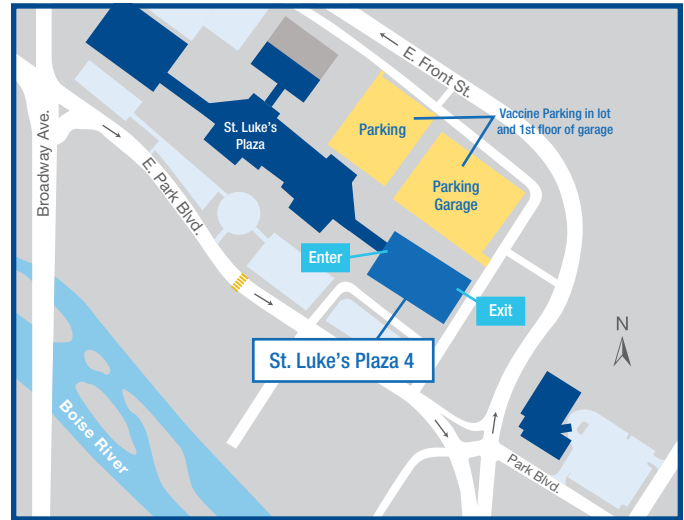 E. Front St.
Vaccine Parking in lot
and 1st floor of garage
Parking
St. Luke's
Plaza
Broadway Ave.
E. Park Blvd.
Parking
Garage
Enter
Exit
N
St. Luke's Plaza 4
Boise River
Park Blvd.